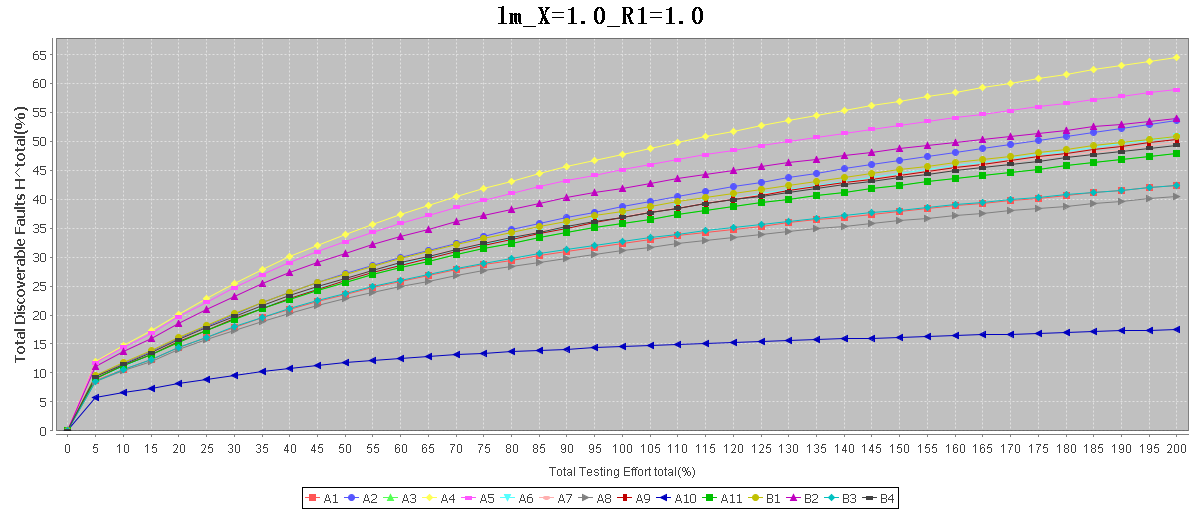 lm_X=1.0_R1=1.0
Total Discoverable Faults H^total(%)
65
60
55
50
45
40
35
30
25
20
15
10
5
0
0 5 10 15 20 25 30 35 40 45 50 55 60 65 70 75 80 85 90 95 100 105 110 115 120 125 130 135 140 145 150 155 160 165 170 175 180 185 190 195 200
Total Testing Effort total(%)
A1 A2 A3 A4 A5 A6 A7 A8 A9 A10 A11 B1 B2 B3 B4